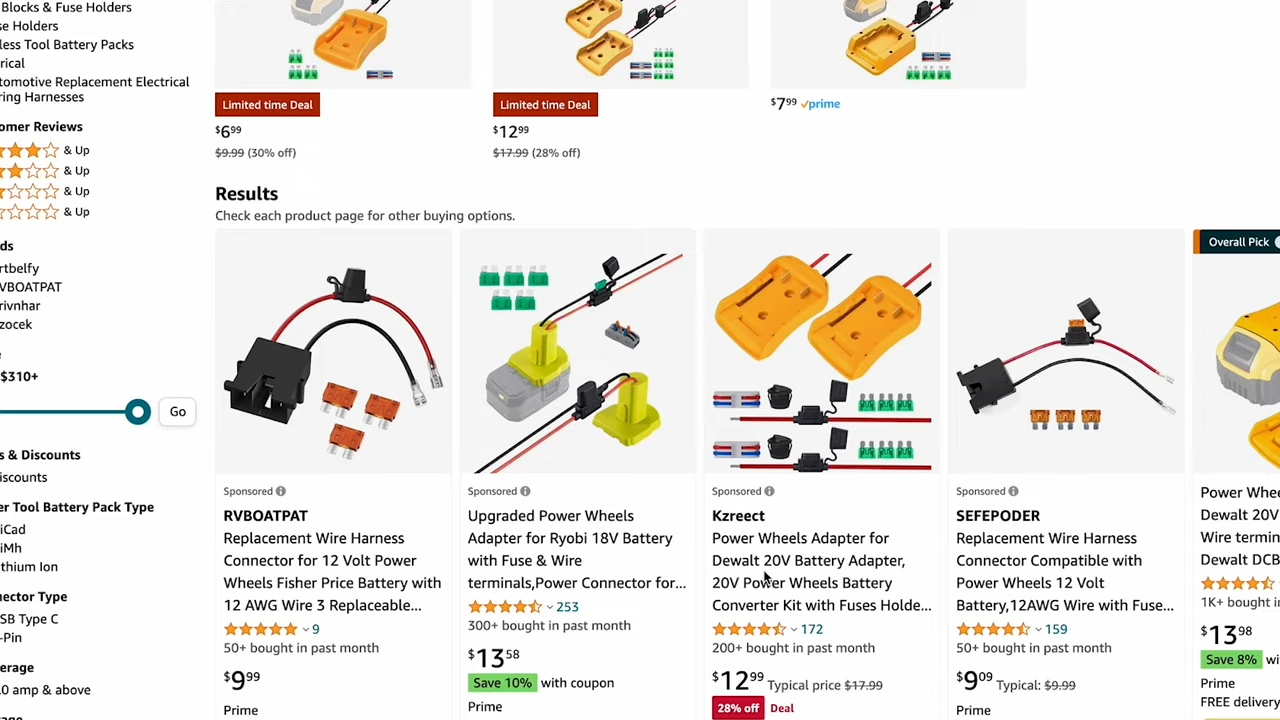 Blocks & Fuse Holders
se Holders
less Tool Battery Packs
rical
tomotive Replacement Electrical
ring Harnesses
omer Reviews
& Up
& Up
& Up
& Up
ds
rtbelfy
VBOATPAT
rivnhar
zocek
$310+
Go
s & Discounts
iscounts
er Tool Battery Pack Type
iCad
iMh
thium Ion
nector Type
SB Type C
-Pin
erage
.0 amp & above
Limited time Deal
$6.99
$9.99 (30% off)
Limited time Deal
$12.99
$17.99 (28% off)
$7.99 prime
Results
Check each product page for other buying options.
Sponsored
RVBOATPAT
Replacement Wire Harness
Connector for 12 Volt Power
Wheels Fisher Price Battery with
12 AWG Wire 3 Replaceable...
9
50+ bought in past month
$9.99
Prime
Sponsored
Upgraded Power Wheels
Adapter for Ryobi 18V Battery
with Fuse & Wire
terminals,Power Connector for...
253
300+ bought in past month
$13.58
Save 10% with coupon
Prime
Sponsored
Kzreect
Power Wheels Adapter for
Dewalt 20V Battery Adapter,
20V Power Wheels Battery
Converter Kit with Fuses Holde...
172
200+ bought in past month
$12.99 Typical price $17.99
28% off Deal
Sponsored
SEFEPODER
Replacement Wire Harness
Connector Compatible with
Power Wheels 12 Volt
Battery,12AWG Wire with Fuse...
159
50+ bought in past month
$9.09 Typical: $9.99
Prime
Overall Pick
Power Whe
Dewalt 20V
Wire termin
Dewalt DCB
1K+ bought i
$13.98
Save 8% wi
Prime
FREE delivery